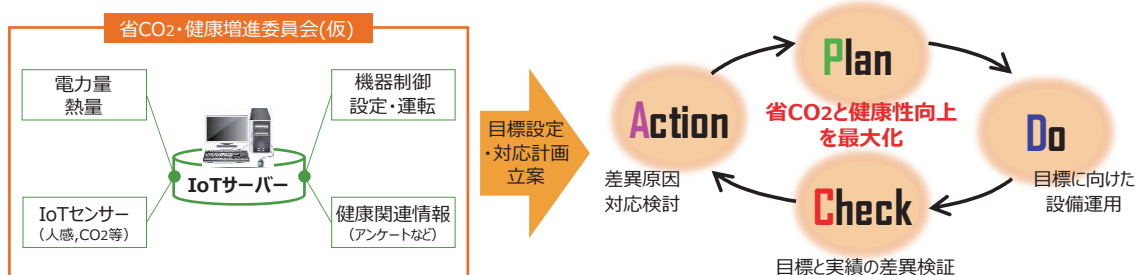 省CO2・健康増進委員会(仮)
電力量
熱量
機器制御
設定・運転
IoTサーバー
IoTセンサー
（人感,CO2等）
健康関連情報
（アンケートなど）
目標設定
・対応計画
立案
Plan
省CO2と健康性向上
を最大化
Do
目標に向けた
設備運用
Check
目標と実績の差異検証
Action
差異原因
対応検討